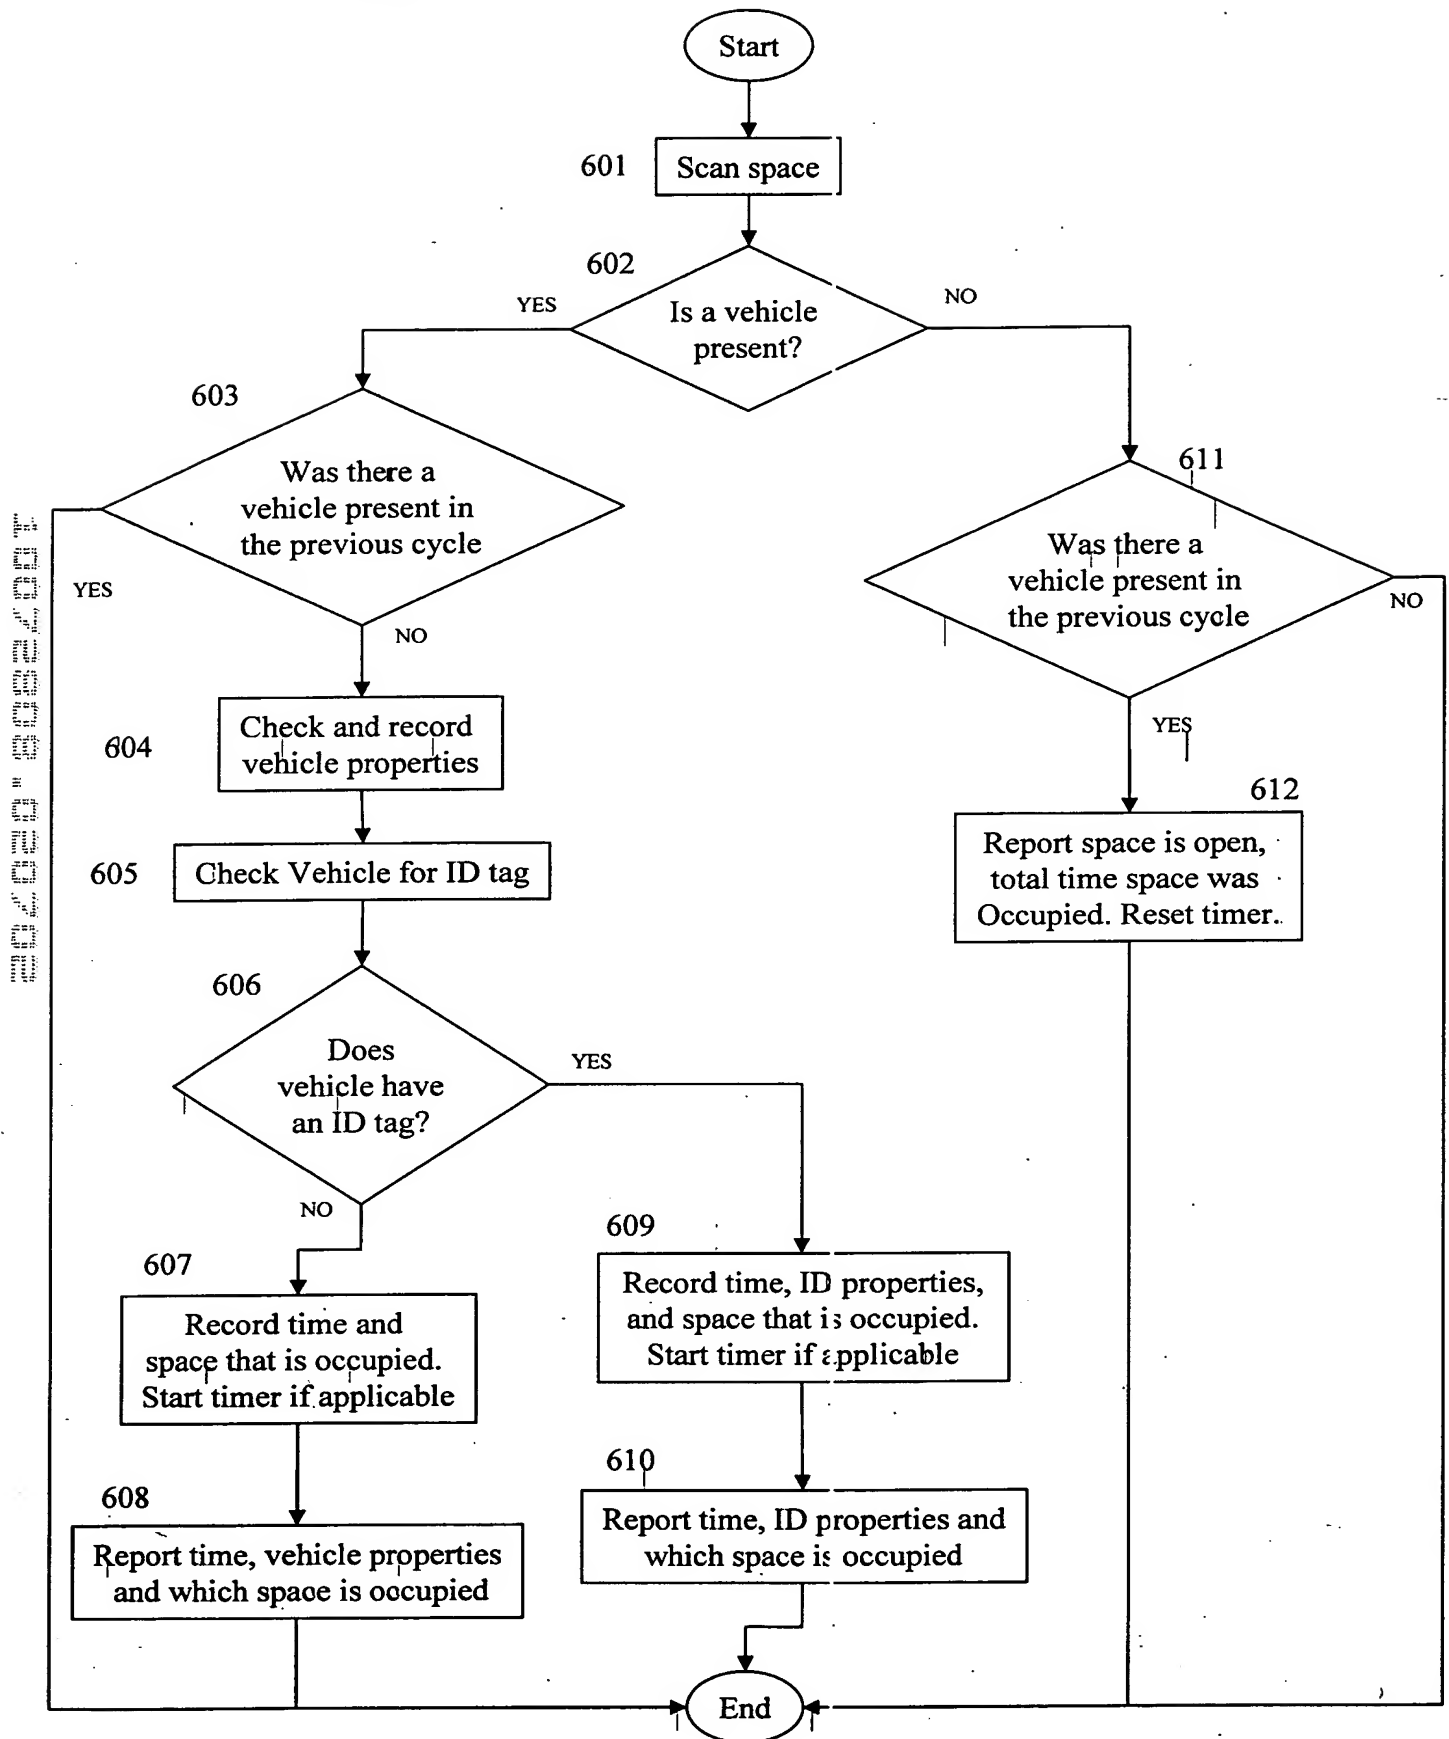 Start
601
Scan space
602
Is a vehicle
present?
YES
NO
603
Was there a
vehicle present in
the previous cycle
YES
NO
611
Was there a
vehicle present in
the previous cycle
NO
YES
604
Check and record
vehicle properties
605
Check Vehicle for ID tag
612
Report space is open,
total time space was
Occupied. Reset timer.
606
Does
vehicle have
an ID tag?
YES
NO
607
Record time and
space that is occupied.
Start timer if applicable
609
Record time, ID properties,
and space that is occupied.
Start timer if applicable
608
Report time, vehicle properties
and which space is occupied
610
Report time, ID properties and
which space is occupied
End
10072808.020702